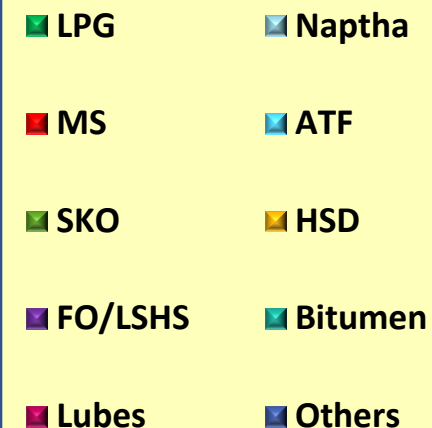 LPG Naptha
MS ATF
SKO HSD
FO/LSHS Bitumen
Lubes Others